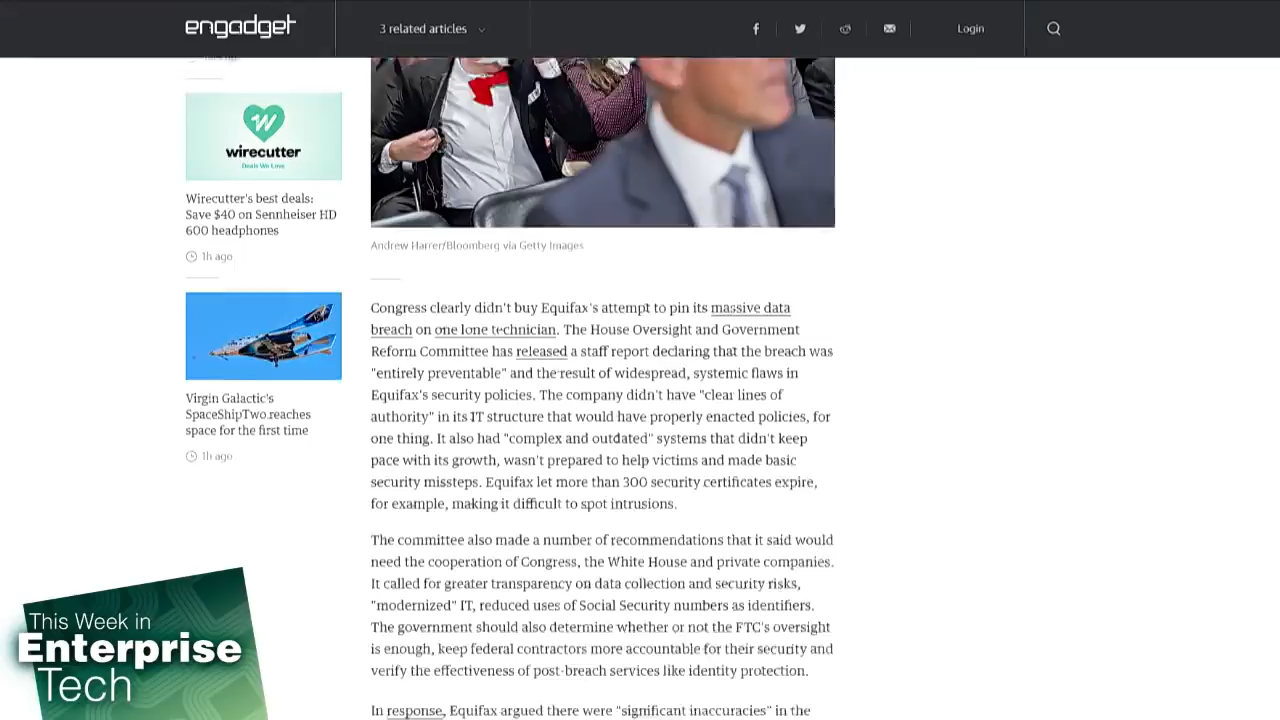 engadget
3 related articles
Login
wirecutter
Deals We Love
Wirecutter's best deals:
Save $40 on Sennheiser HD
600 headphones
1h ago
Virgin Galactic's
SpaceShipTwo reaches
space for the first time
1h ago
Andrew Harrer/Bloomberg via Getty Images
Congress clearly didn't buy Equifax's attempt to pin its massive data
breach on one lone technician. The House Oversight and Government
Reform Committee has released a staff report declaring that the breach was
"entirely preventable" and the result of widespread, systemic flaws in
Equifax's security policies. The company didn't have "clear lines of
authority" in its IT structure that would have properly enacted policies, for
one thing. It also had "complex and outdated" systems that didn't keep
pace with its growth, wasn't prepared to help victims and made basic
security missteps. Equifax let more than 300 security certificates expire,
for example, making it difficult to spot intrusions.
The committee also made a number of recommendations that it said would
need the cooperation of Congress, the White House and private companies.
It called for greater transparency on data collection and security risks,
"modernized" IT, reduced uses of Social Security numbers as identifiers.
The government should also determine whether or not the FTC's oversight
is enough, keep federal contractors more accountable for their security and
verify the effectiveness of post-breach services like identity protection.
In response, Equifax argued there were "significant inaccuracies" in the
This Week in
Enterprise
Tech